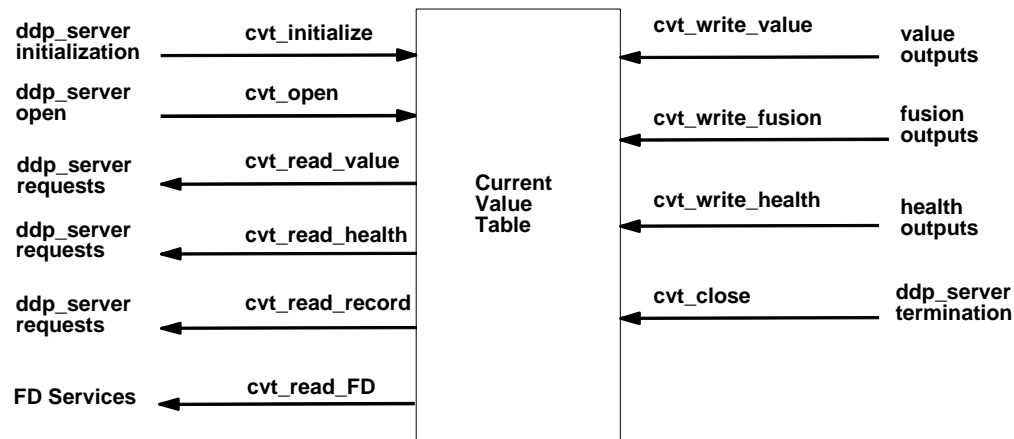 ddp_server
initialization
cvt_initialize
ddp_server
open
cvt_open
ddp_server
requests
cvt_read_value
ddp_server
requests
cvt_read_health
ddp_server
requests
cvt_read_record
FD Services
cvt_read_FD
Current
Value
Table
cvt_write_value
value
outputs
cvt_write_fusion
fusion
outputs
cvt_write_health
health
outputs
cvt_close
ddp_server
termination